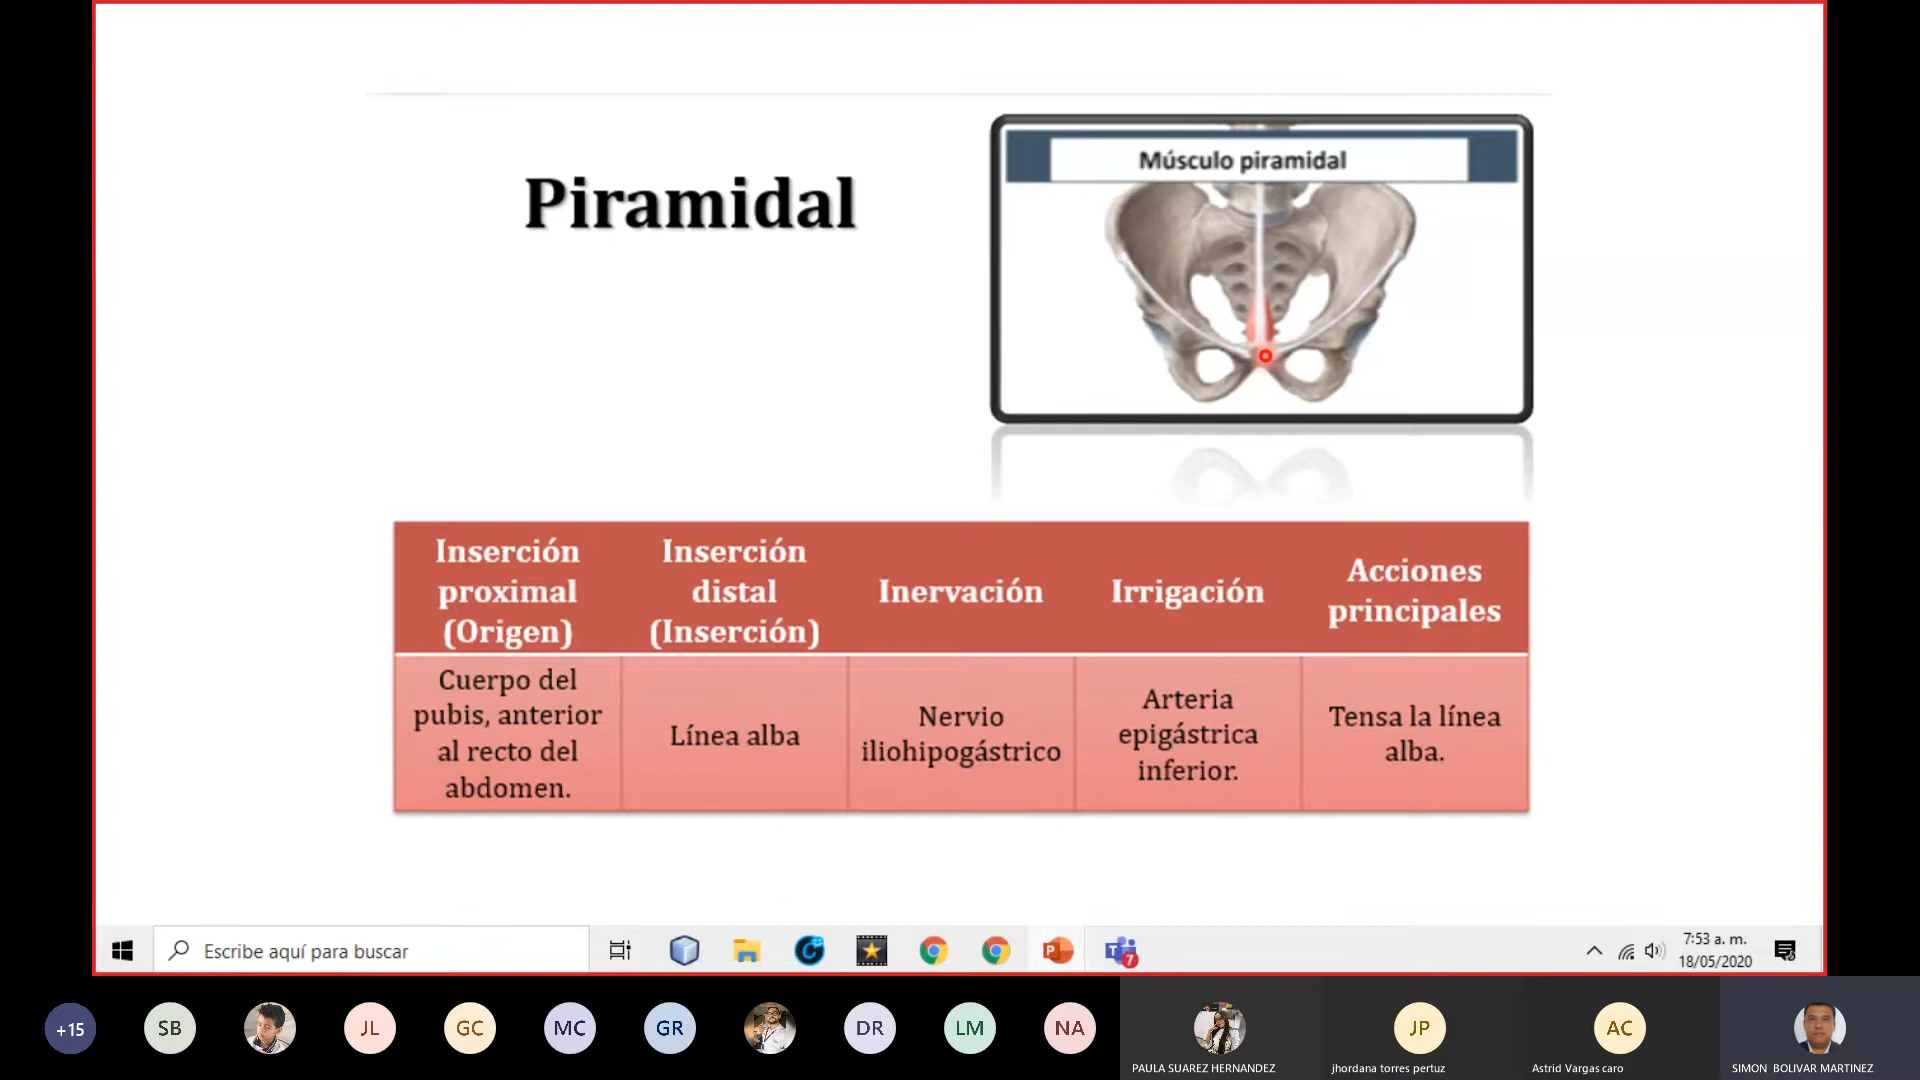 Piramidal
Músculo piramidal
Inserción
proximal
(Origen)
Inserción
distal
(Inserción)
Inervación
Irrigación
Acciones
principales
Cuerpo del
pubis, anterior
al recto del
abdomen.
Línea alba
Nervio
iliohipogástrico
Arteria
epigástrica
inferior.
Tensa la línea
alba.
Escribe aquí para buscar
7
7:53 a. m.
18/05/2020
+15
SB
JL
GC
MC
GR
DR
LM
NA
JP
AC
PAULA SUAREZ HERNANDEZ
jhordana torres pertuz
Astrid Vargas caro
SIMON BOLIVAR MARTINEZ